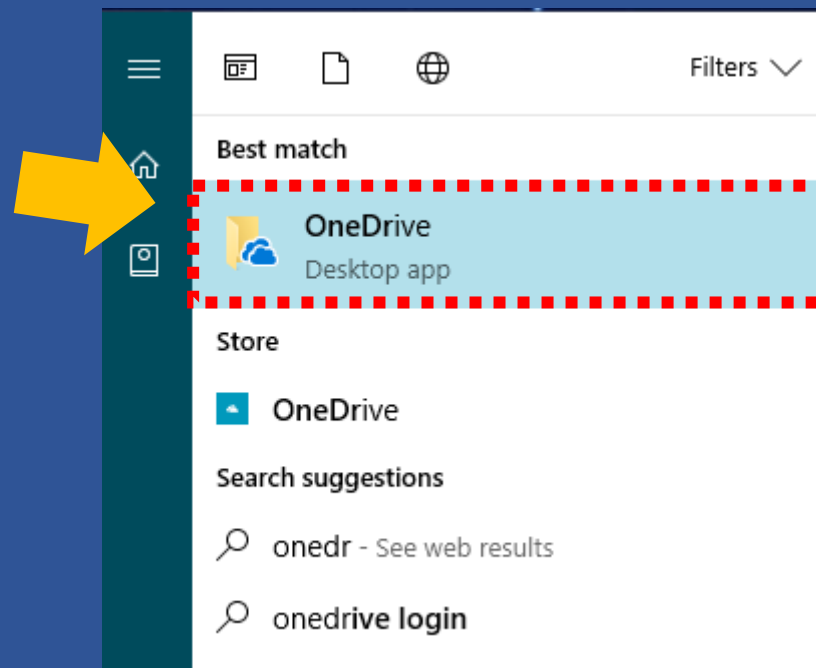 Filters
Best match
OneDrive
Desktop app
Store
OneDrive
Search suggestions
onedr - See web results
onedrive login